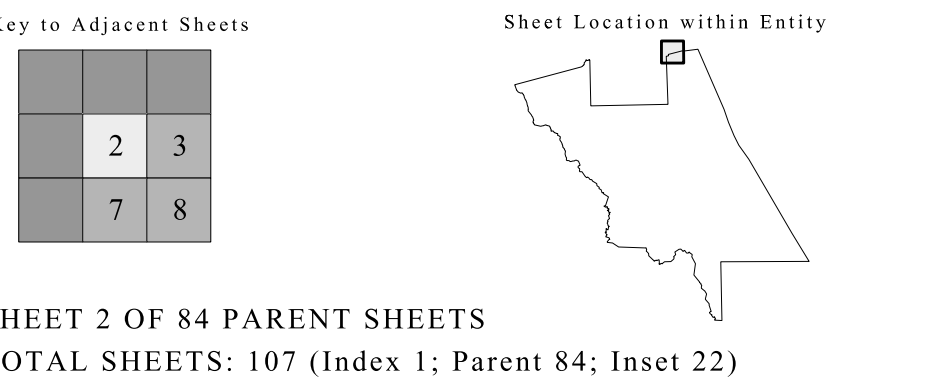 Key to Adjacent Sheets
Sheet Location within Entity
2 3
7 8
HEET 2 OF 84 PARENT SHEETS
OTAL SHEETS: 107 (Index 1; Parent 84; Inset 22)